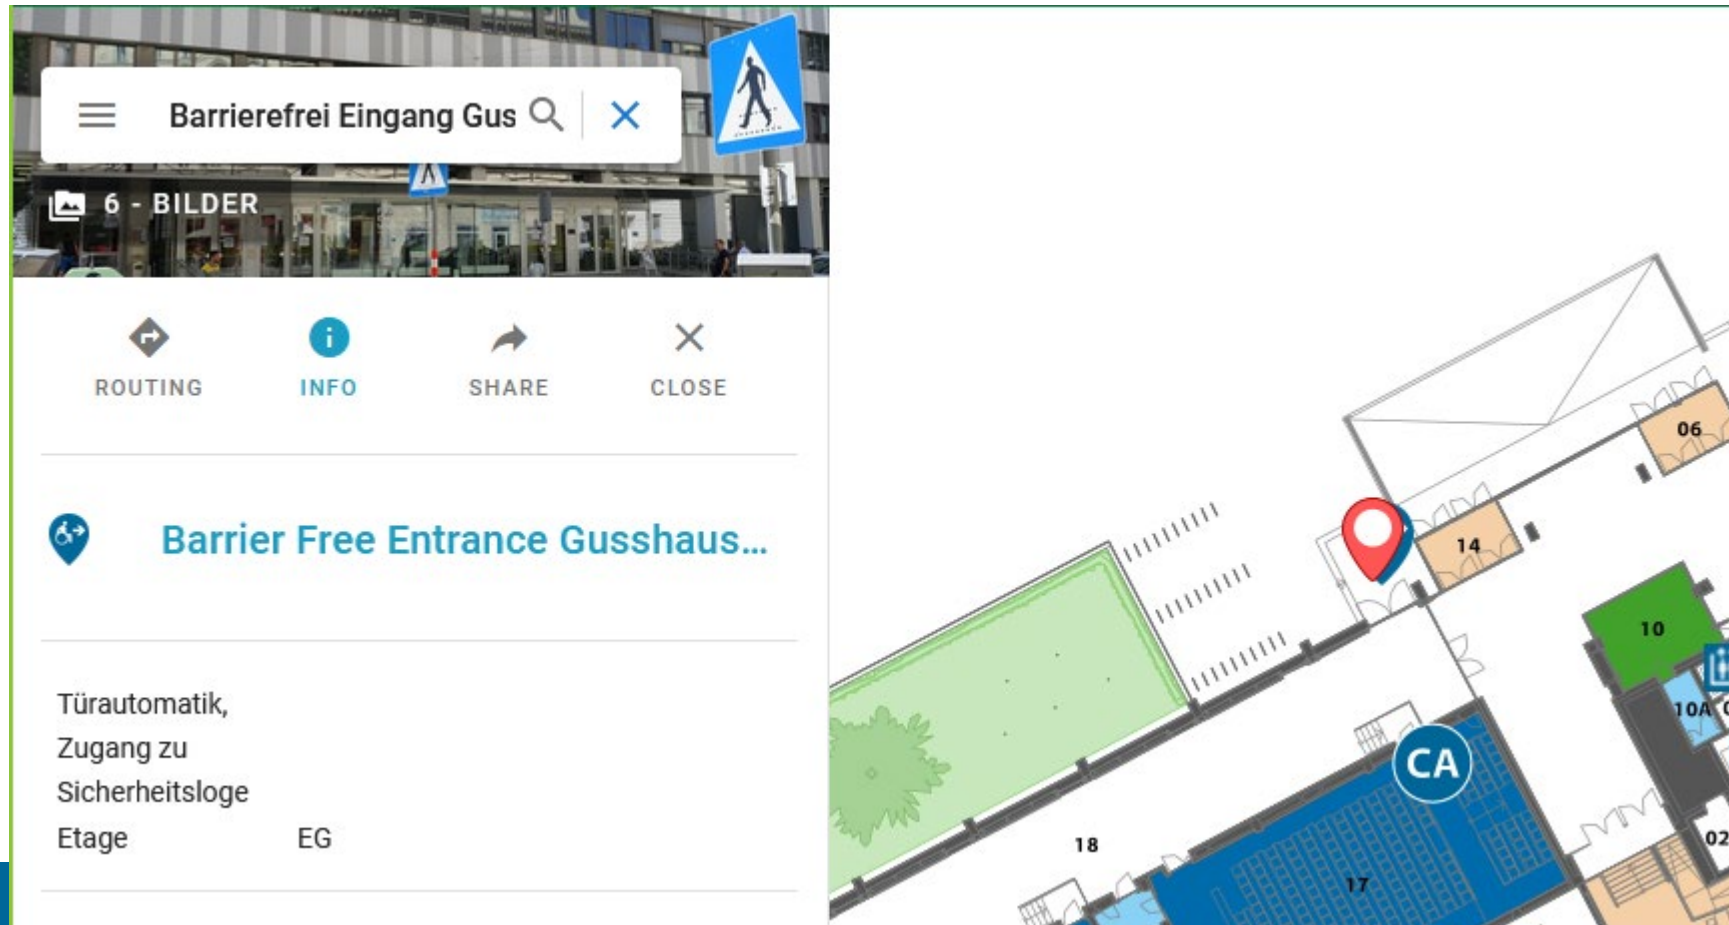 Barrierefrei Eingang Gus
6 - BILDER
ROUTING
INFO
SHARE
CLOSE
Barrier Free Entrance Gusshaus...
Türautomatik,
Zugang zu
Sicherheitsloge
Etage EG
06
14
10
10A
CA
02
18
17